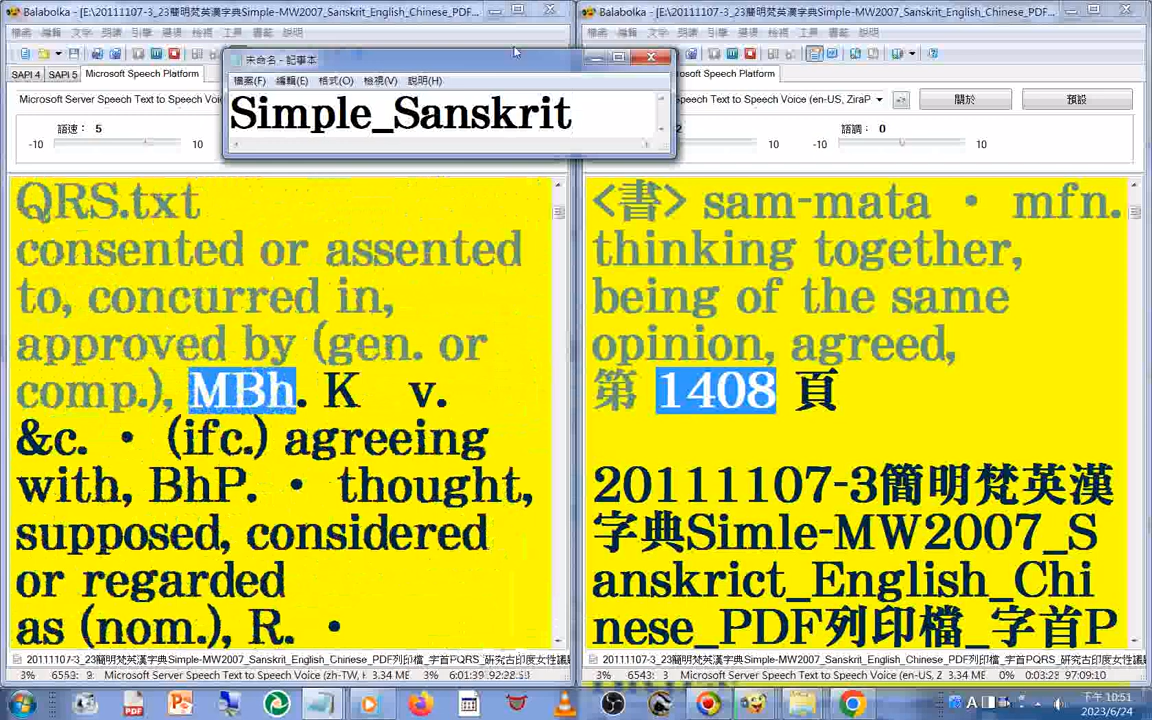 Balabolka - [E:\20111107-3_23簡明梵英漢字典Simple-MW2007_Sanskrit_English_Chinese_PDF...
Balabolka - [E:\20111107-3_23簡明梵英漢字典Simple-MW2007_Sanskrit_English_Chinese_PDF...
SAPI 4 SAPI 5 Microsoft Speech Platform
Speech Platform
Microsoft Server Speech Text to Speech Voi
語速： 5
-10 10
未命名 - 記事本
檔案(F) 編輯(E) 格式(O) 檢視(V) 說明(H)
Simple_Sanskrit
Speech Text to Speech Voice (en-US, ZiraP 關於 預設
2 語調： 0
10 -10 10
QRS.txt
consented or assented
to, concurred in,
approved by (gen. or
comp.), MBh. K v.
&c. • (ifc.) agreeing
with, BhP. • thought,
supposed, considered
or regarded
as (nom.), R. •
<書> sam-mata • mfn.
thinking together,
being of the same
opinion, agreed,
第 1408 頁
20111107-3簡明梵英漢
字典Simle-MW2007_S
anskrict_English_Chi
nese_PDF列印檔_字首P
20111107-3_23簡明梵英漢字典Simple-MW2007_Sanskrit_English_Chinese_PDF列印檔_字首PQRS_研究古印度女性議
20111107-3_23簡明梵英漢字典Simple-MW2007_Sanskrit_English_Chinese_PDF列印檔_字首PQRS_研究古印度女性
3% Microsoft Server Speech Text to Speech Voice (zh-TW, H 3.34 ME 3%
3% 6543: 3 Microsoft Server Speech Text to Speech Voice (en-US, Z 3.34 MB 0% 97:09:10
下午 10:51
2023/6/24